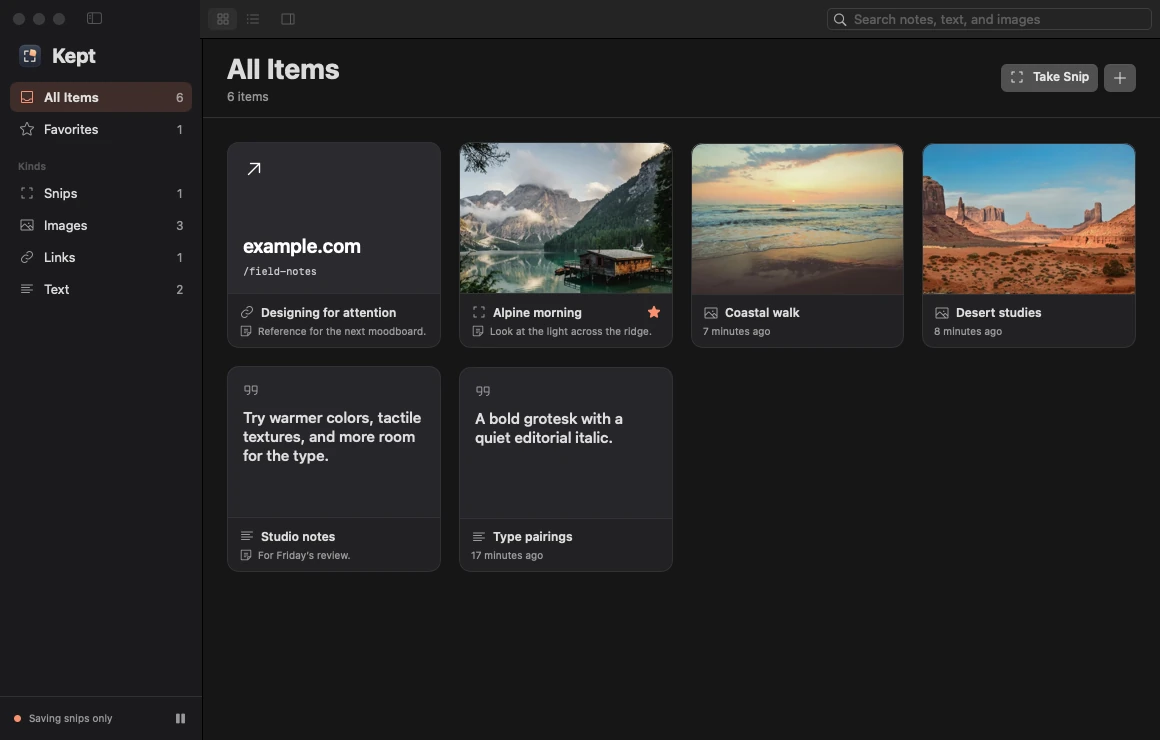 Search notes, text, and images
Kept
All Items 6
Favorites 1
Kinds
Snips 1
Images 3
Links 1
Text 2
Saving snips only
All Items
6 items
Take Snip
example.com
/field-notes
Designing for attention
Reference for the next moodboard.
Alpine morning
Look at the light across the ridge.
Coastal walk
7 minutes ago
Desert studies
8 minutes ago
Try warmer colors, tactile
textures, and more room
for the type.
Studio notes
For Friday's review.
A bold grotesk with a
quiet editorial italic.
Type pairings
17 minutes ago